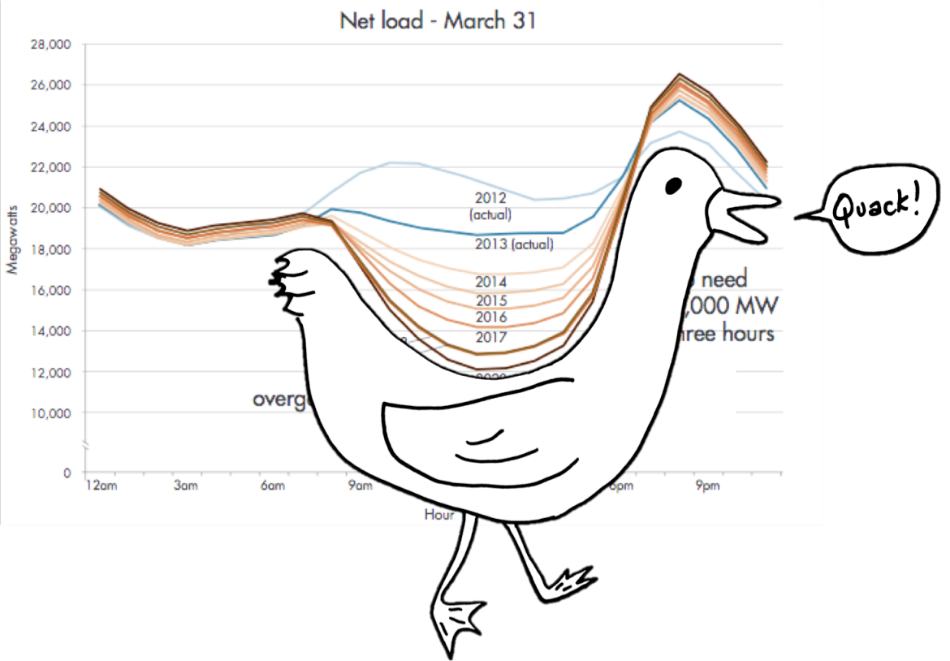 Net load - March 31
28,000
26,000
24,000
22,000
20,000
18,000
16,000
14,000
12,000
10,000
0
Megawatts
2012
(actual)
2013 (actual)
2014
2015
2016
2017
Quack!
need
,000 MW
hours
12am
3am
6am
9am
9pm
Hour